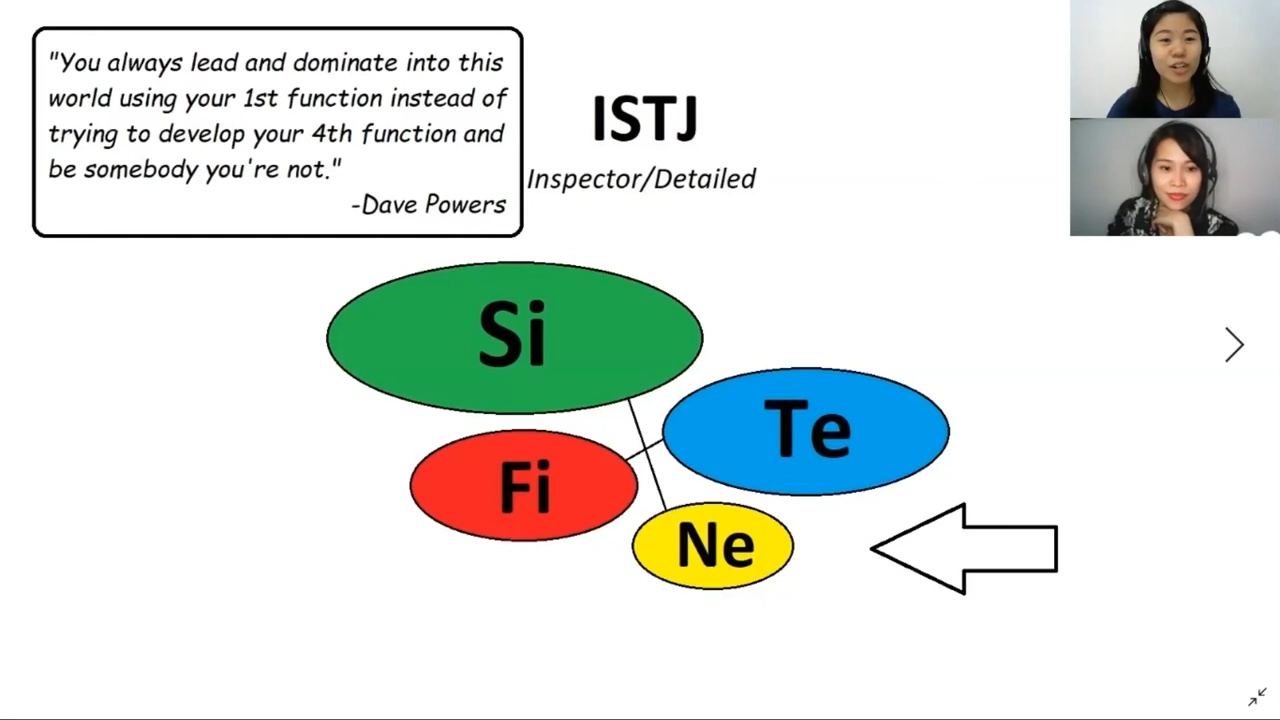 "You always lead and dominate into this
world using your 1st function instead of
trying to develop your 4th function and
be somebody you're not."
-Dave Powers
ISTJ
Inspector/Detailed
Si
Te
Fi
Ne